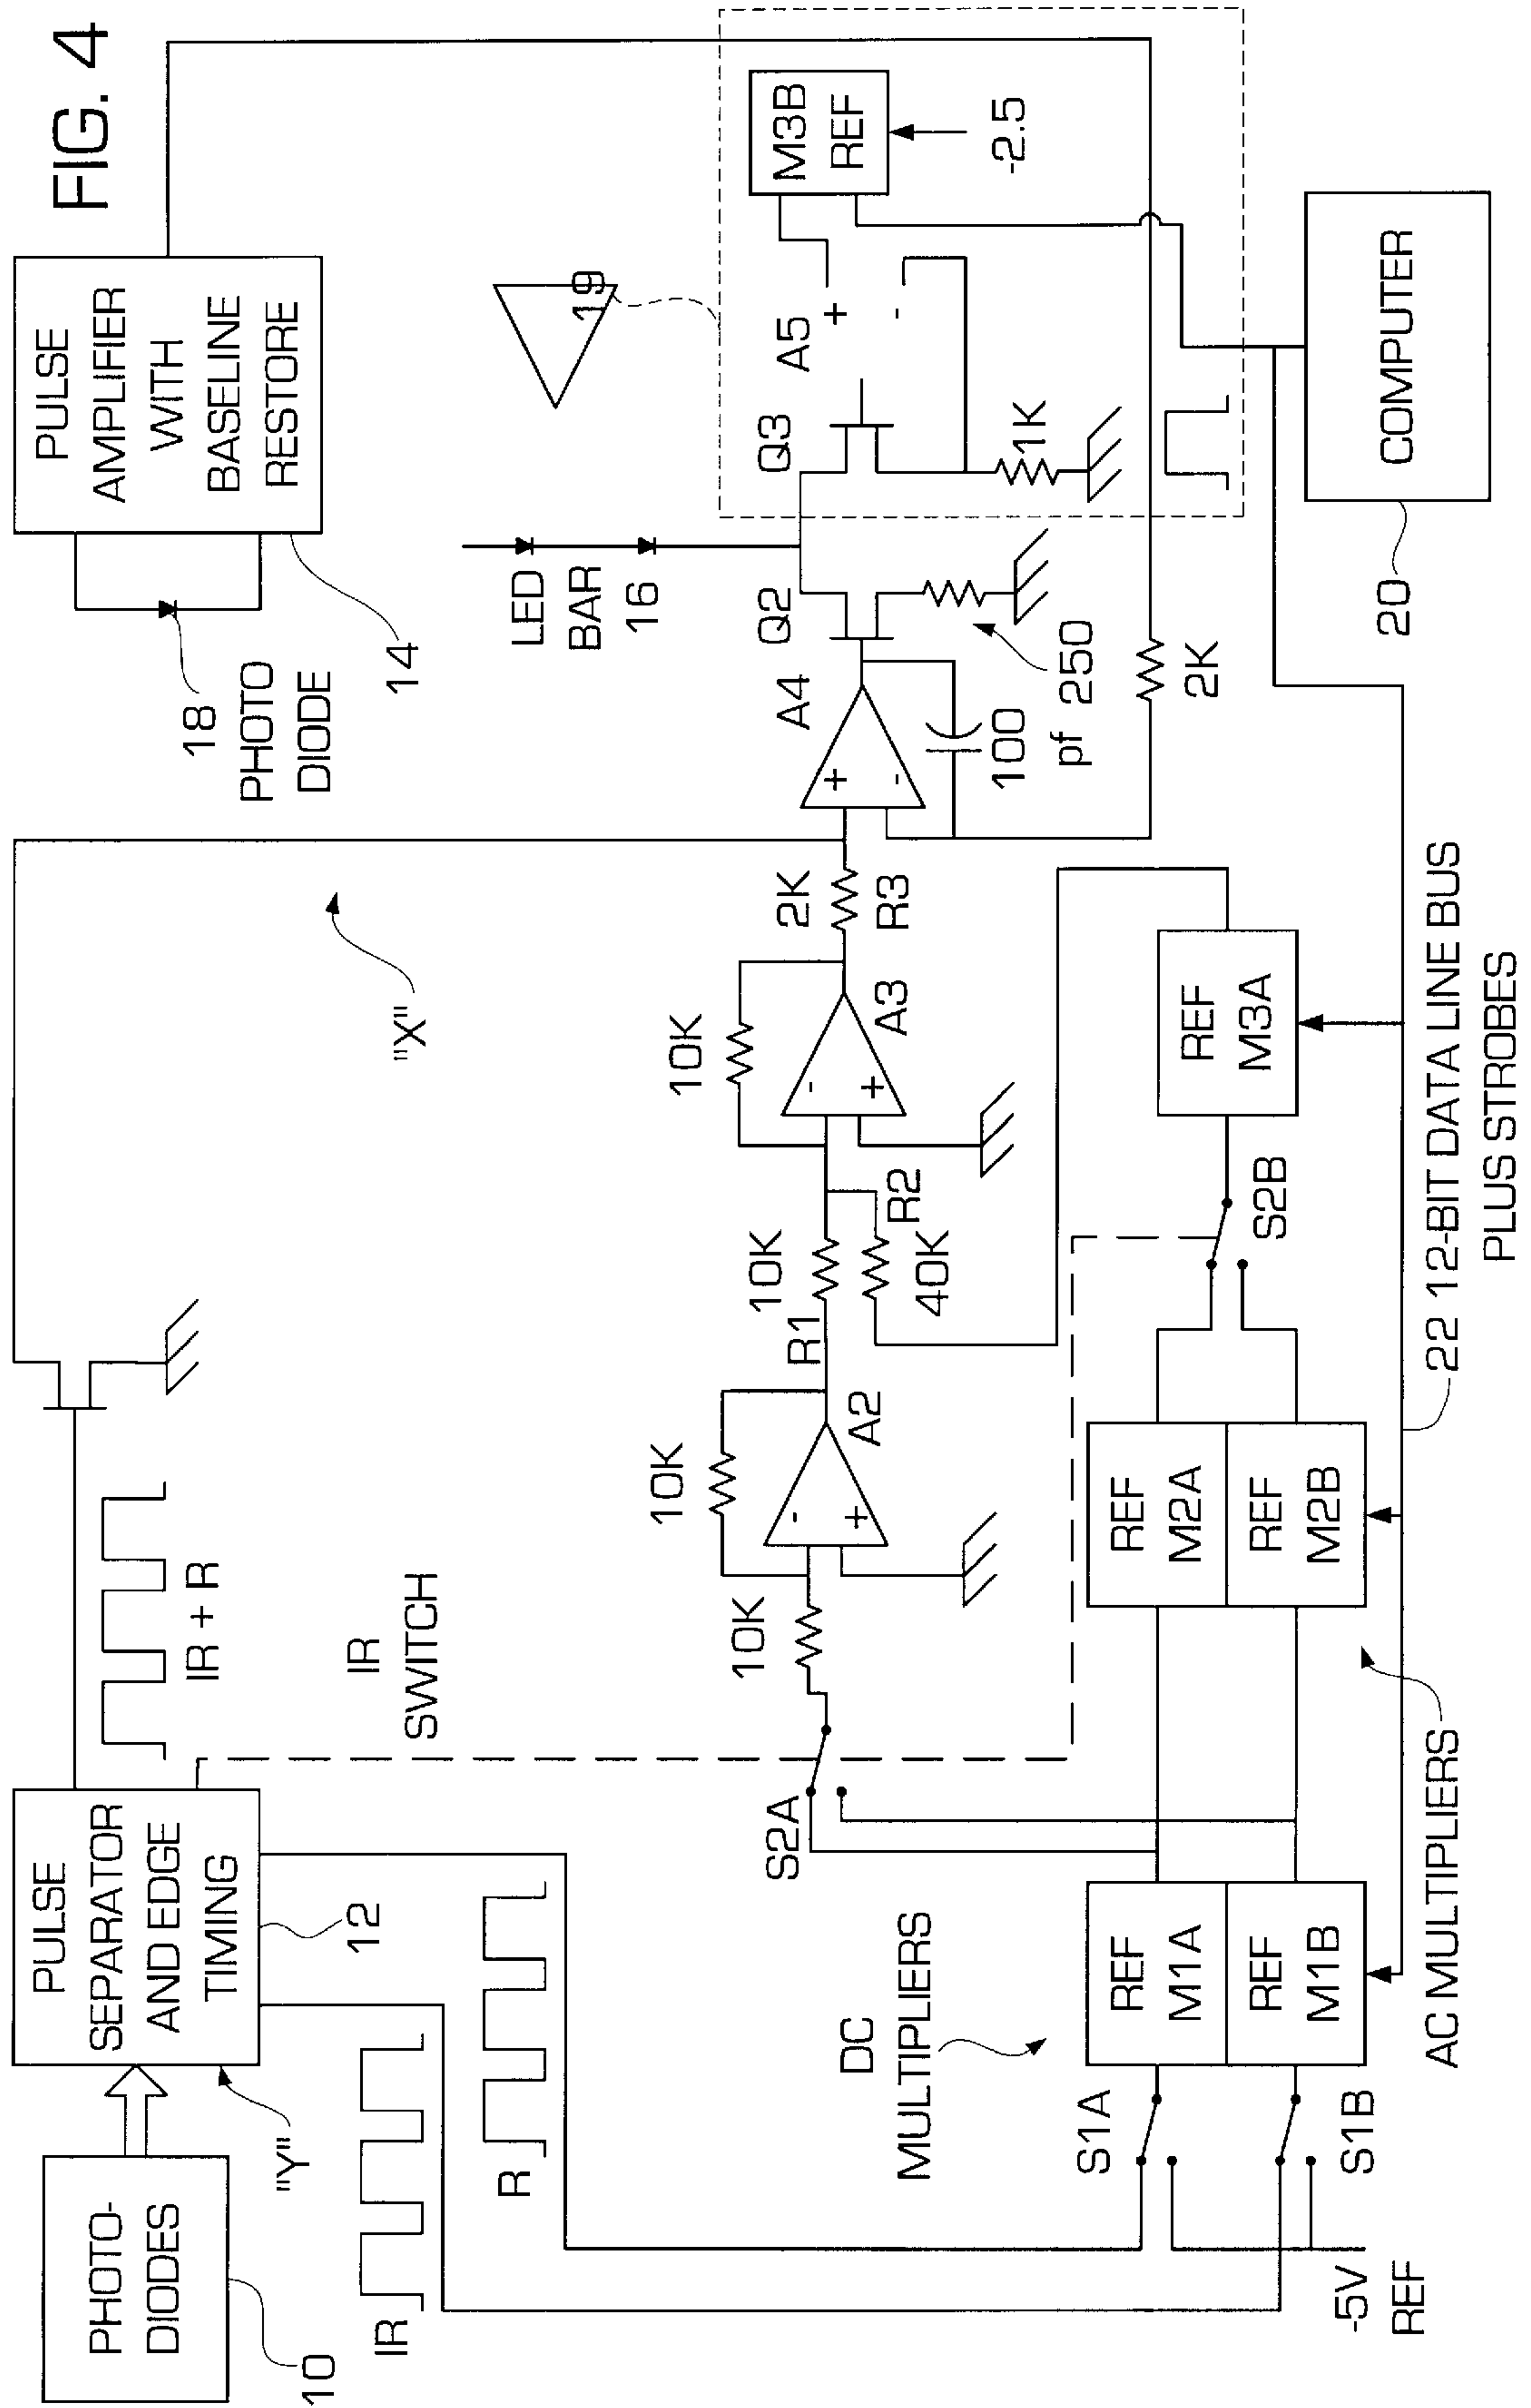 FIG. 4
PHOTO-
DIODES
10
"Y"
PULSE
SEPARATOR
AND EDGE
TIMING
12
IR
R
IR + R
IR
SWITCH
"X"
PULSE
AMPLIFIER
WITH
BASELINE
RESTORE
14
18
PHOTO
DIODE
LED
BAR
16
19
S2A
10K
10K
- +
A2
R1
10K
40K
R2
10K
- +
A3
2K
R3
A4
+ -
100
pf
250
Q2
Q3
A5
+ -
1K
M3B
REF
-2.5
2K
DC
MULTIPLIERS
S1A
S1B
-5V
REF
REF
M1A
REF
M1B
REF
M2A
REF
M2B
S2B
REF
M3A
AC MULTIPLIERS
22 12-BIT DATA LINE BUS
PLUS STROBES
20
COMPUTER